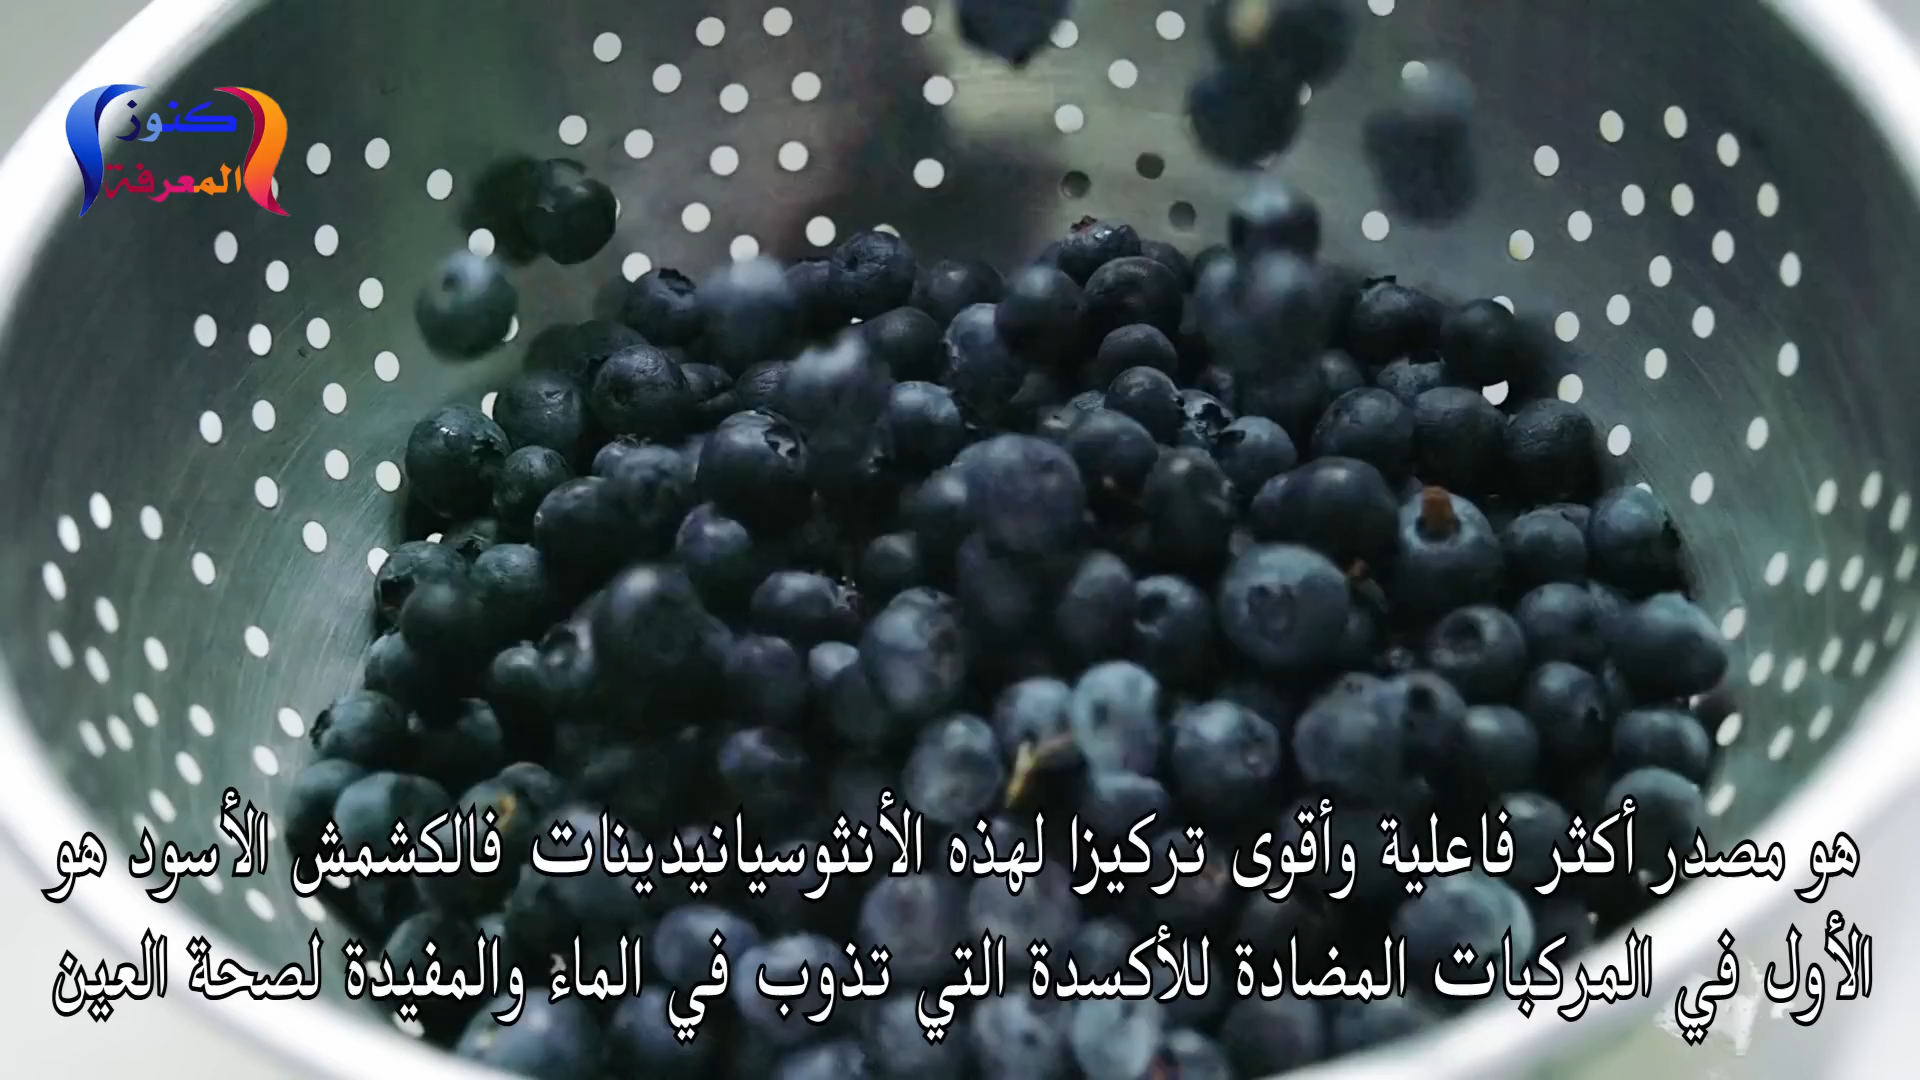 كنوز
المعرفة
هو مصدر أكثر فاعلية وأقوى تركيزا لهذه الأنثوسيانيدينات فالكشمش الأسود هو
الأول في المركبات المضادة للأكسدة التي تذوب في الماء والمفيدة لصحة العين